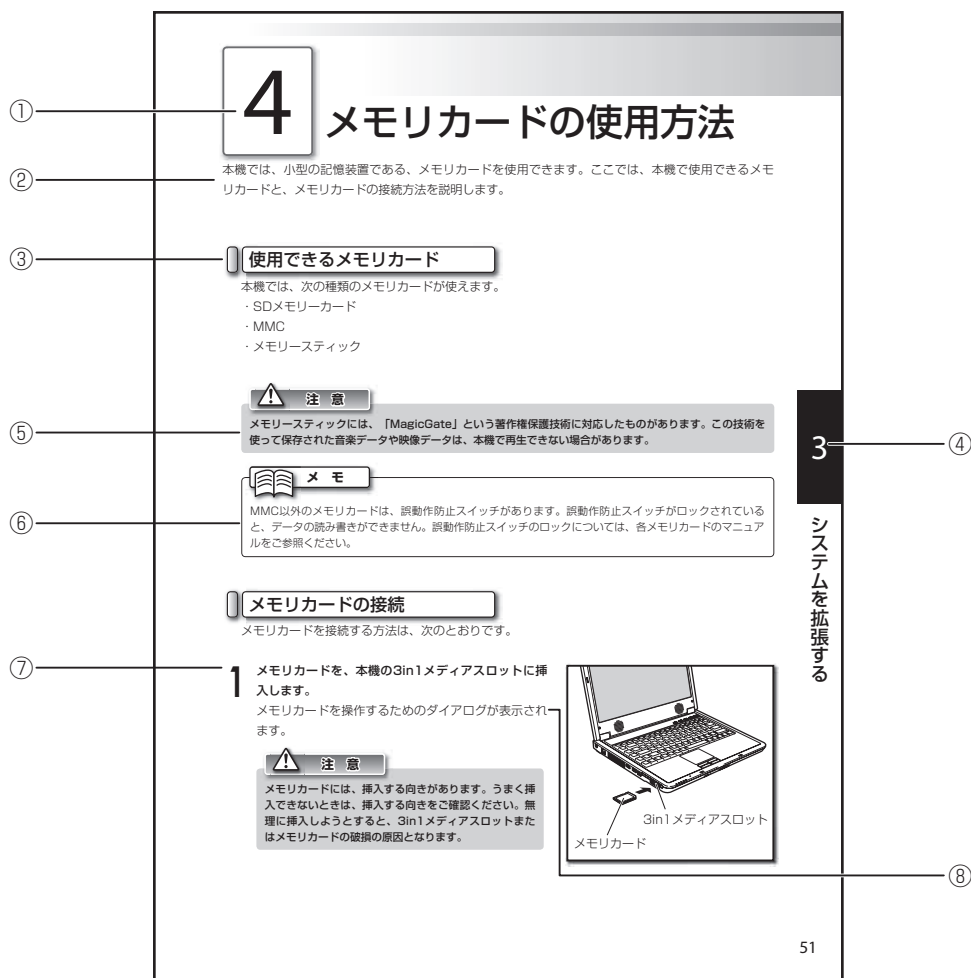 4
メモリカードの使用方法
①
②
本機では、小型の記憶装置である、メモリカードを使用できます。ここでは、本機で使用できるメモ
リカードと、メモリカードの接続方法を説明します。
③
使用できるメモリカード
本機では、次の種類のメモリカードが使えます。
・SDメモリーカード
・MMC
・メモリースティック
注 意
⑤
メモリースティックには、「MagicGate」という著作権保護技術に対応したものがあります。この技術を
使って保存された音楽データや映像データは、本機で再生できない場合があります。
3
④
システムを拡張する
メ モ
⑥
MMC以外のメモリカードは、誤動作防止スイッチがあります。誤動作防止スイッチがロックされている
と、データの読み書きができません。誤動作防止スイッチのロックについては、各メモリカードのマニュア
ルをご参照ください。
メモリカードの接続
メモリカードを接続する方法は、次のとおりです。
⑦
1
メモリカードを、本機の3in1メディアスロットに挿
入します。
メモリカードを操作するためのダイアログが表示され
ます。
注 意
メモリカードには、挿入する向きがあります。うまく挿
入できないときは、挿入する向きをご確認ください。無
理に挿入しようとすると、3in1メディアスロットまた
はメモリカードの破損の原因となります。
3in1メディアスロット
メモリカード
⑧
51